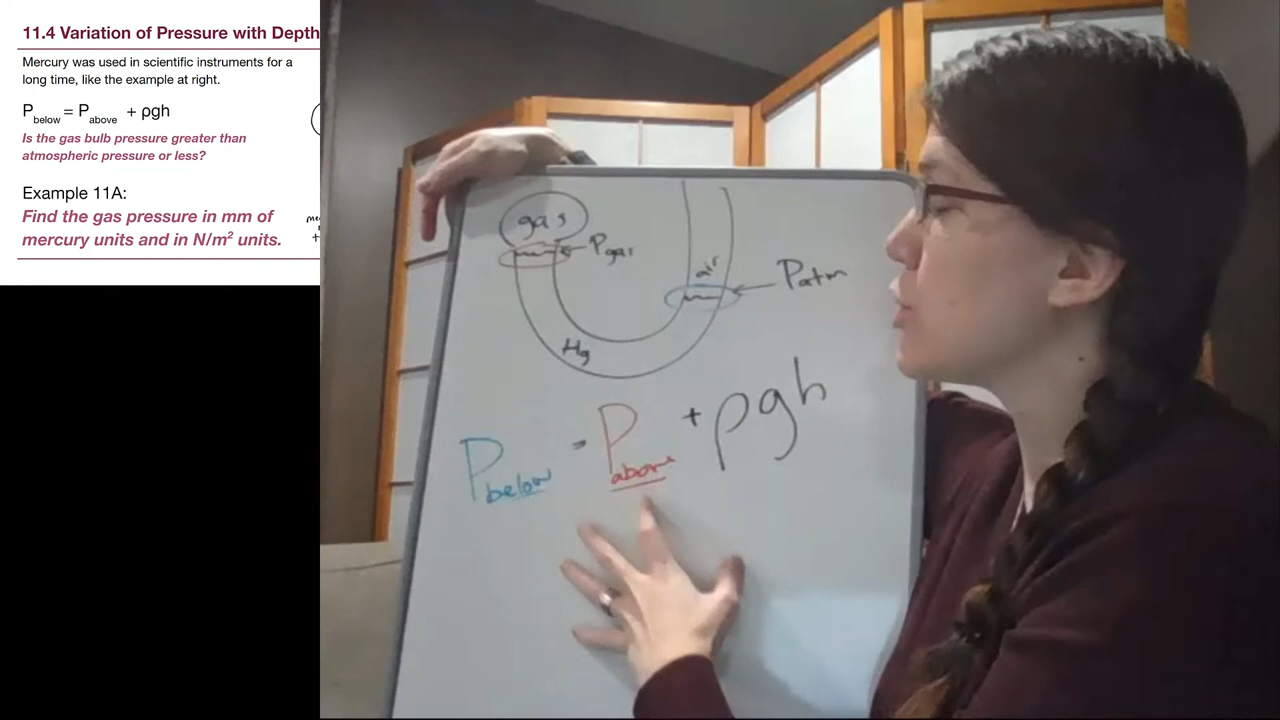 11.4 Variation of Pressure with Depth
Mercury was used in scientific instruments for a
long time, like the example at right.
P below = P above + ρgh
Is the gas bulb pressure greater than
atmospheric pressure or less?
Example 11A:
Find the gas pressure in mm of
mercury units and in N/m² units.
gas
Pgas
air
Patm
Hg
Pbelow = Pabove + ρgh